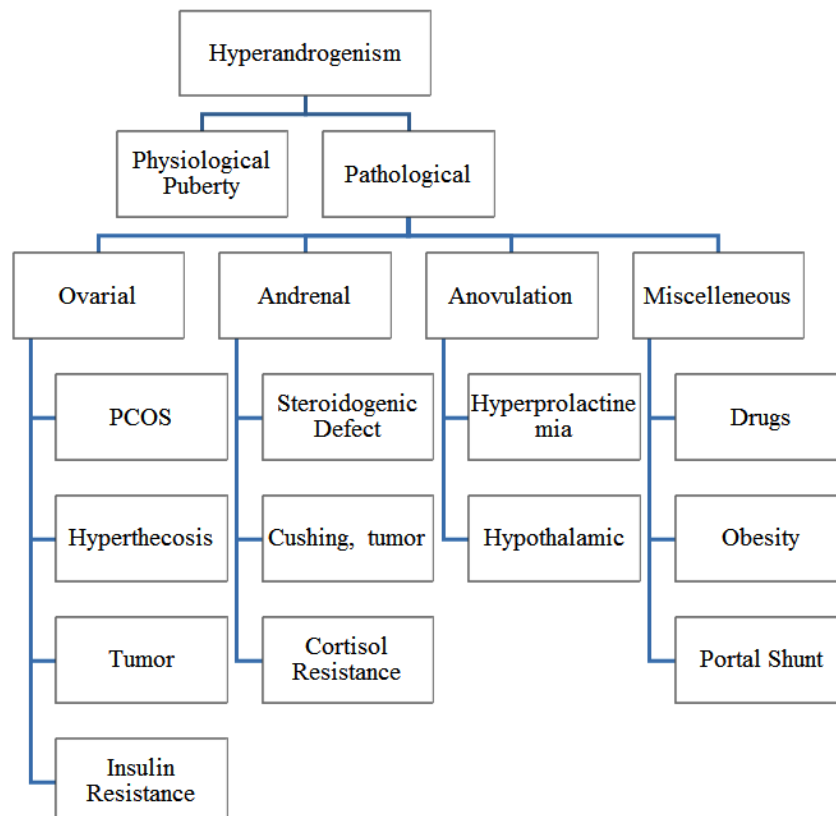 Hyperandrogenism
Physiological
Puberty
Pathological
Ovarial
Andrenal
Anovulation
Miscelleneous
PCOS
Steroidogenic
Defect
Hyperprolactine
mia
Drugs
Hyperthecosis
Cushing, tumor
Hypothalamic
Obesity
Tumor
Cortisol
Resistance
Portal Shunt
Insulin
Resistance